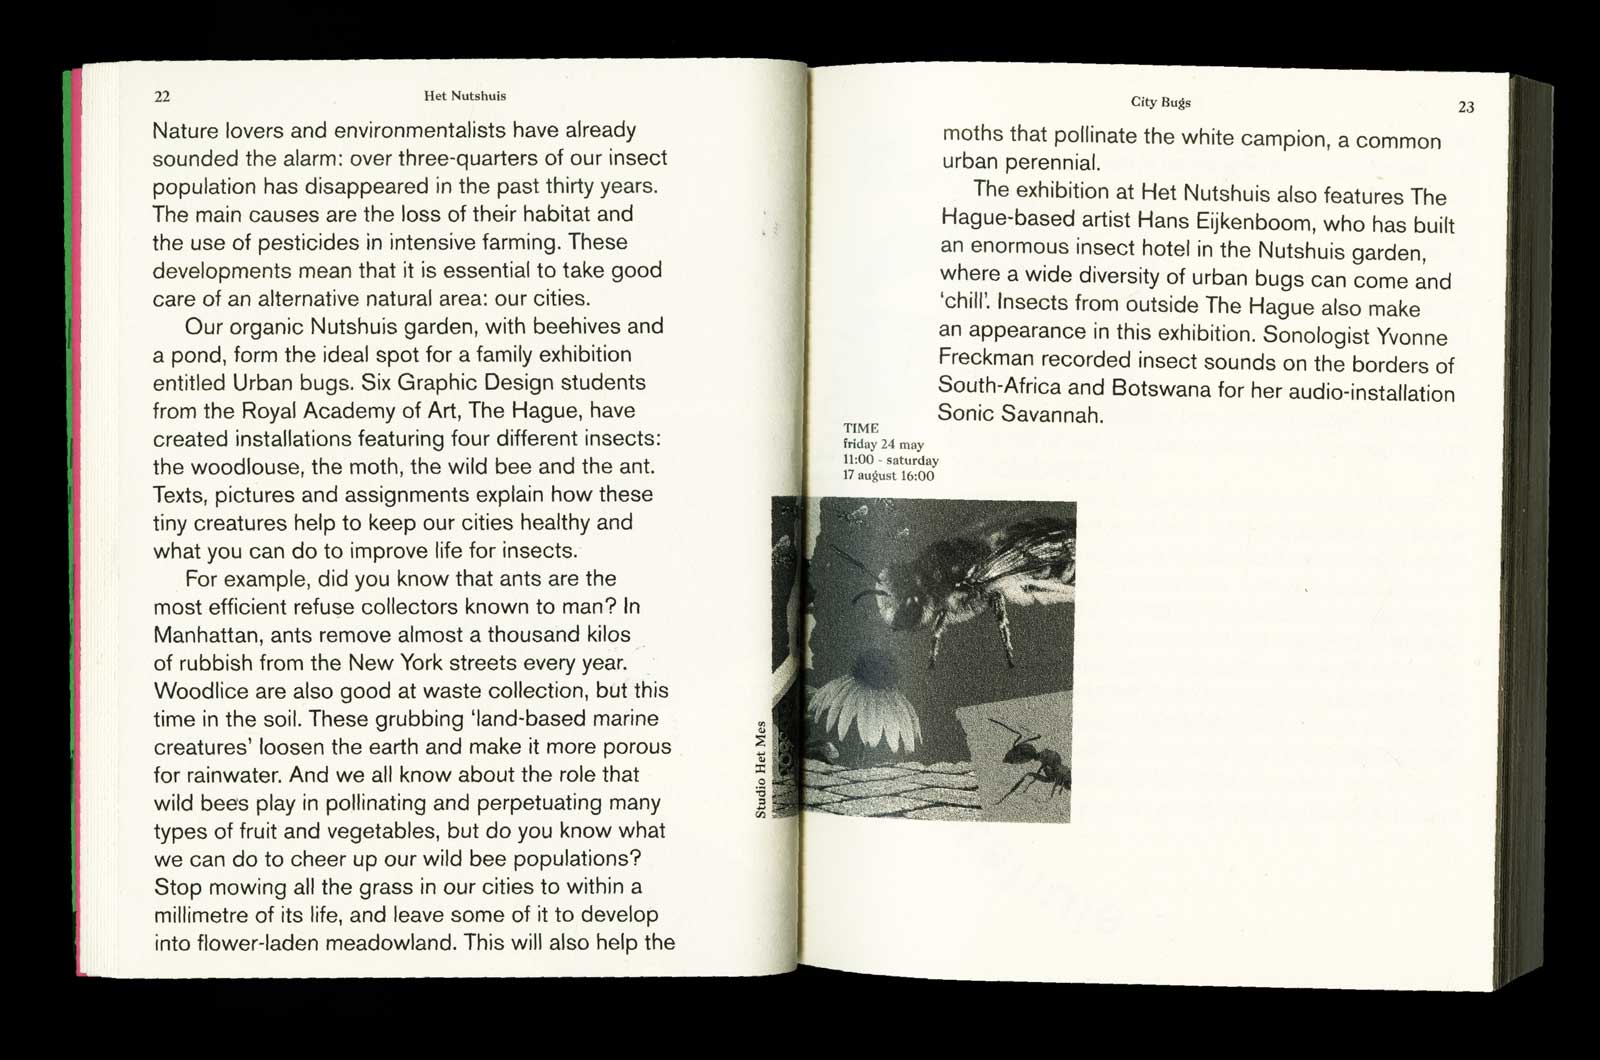 22
Het Nutshuis
Nature lovers and environmentalists have already
sounded the alarm: over three-quarters of our insect
population has disappeared in the past thirty years.
The main causes are the loss of their habitat and
the use of pesticides in intensive farming. These
developments mean that it is essential to take good
care of an alternative natural area: our cities.
Our organic Nutshuis garden, with beehives and
a pond, form the ideal spot for a family exhibition
entitled Urban bugs. Six Graphic Design students
from the Royal Academy of Art, The Hague, have
created installations featuring four different insects:
the woodlouse, the moth, the wild bee and the ant.
Texts, pictures and assignments explain how these
tiny creatures help to keep our cities healthy and
what you can do to improve life for insects.
For example, did you know that ants are the
most efficient refuse collectors known to man? In
Manhattan, ants remove almost a thousand kilos
of rubbish from the New York streets every year.
Woodlice are also good at waste collection, but this
time in the soil. These grubbing ‘land-based marine
creatures’ loosen the earth and make it more porous
for rainwater. And we all know about the role that
wild bees play in pollinating and perpetuating many
types of fruit and vegetables, but do you know what
we can do to cheer up our wild bee populations?
Stop mowing all the grass in our cities to within a
millimetre of its life, and leave some of it to develop
into flower-laden meadowland. This will also help the
City Bugs
23
moths that pollinate the white campion, a common
urban perennial.
The exhibition at Het Nutshuis also features The
Hague-based artist Hans Eijkenboom, who has built
an enormous insect hotel in the Nutshuis garden,
where a wide diversity of urban bugs can come and
‘chill’. Insects from outside The Hague also make
an appearance in this exhibition. Sonologist Yvonne
Freckman recorded insect sounds on the borders of
South-Africa and Botswana for her audio-installation
Sonic Savannah.
TIME
friday 24 may
11:00 - saturday
17 august 16:00
Studio Het Mes